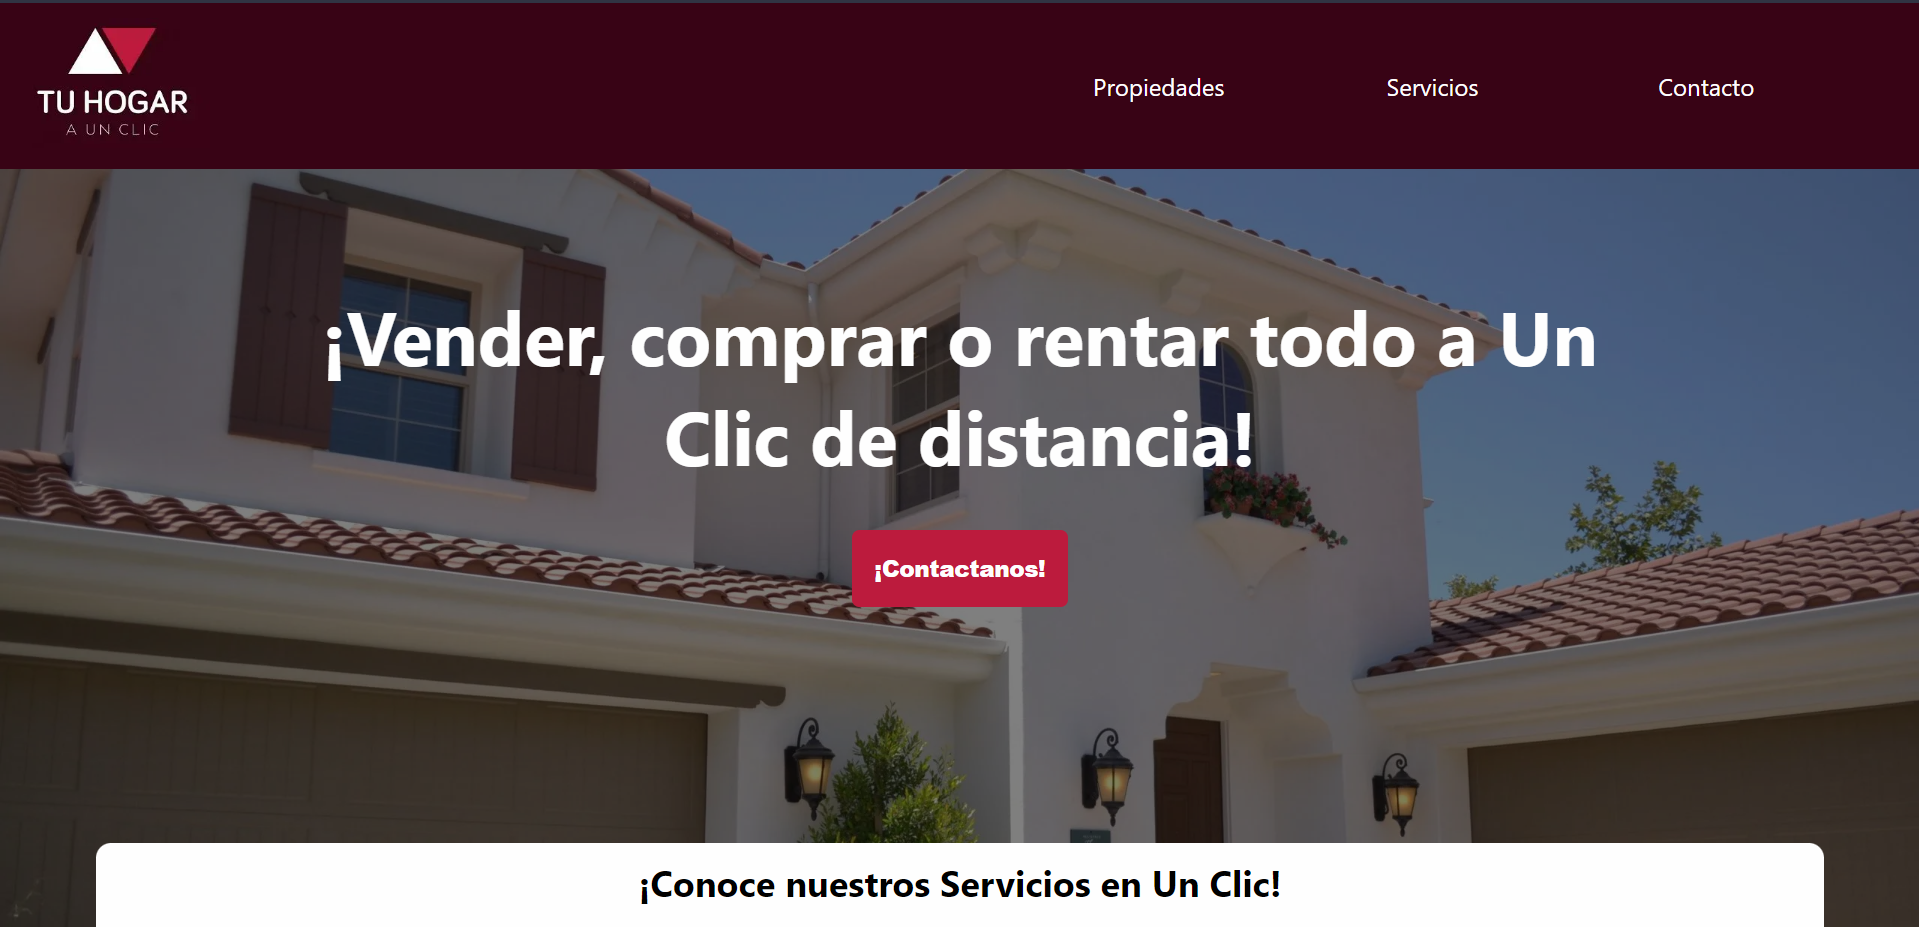 TU HOGAR
A UN CLIC
Propiedades
Servicios
Contacto
¡Vender, comprar o rentar todo a Un
Clic de distancia!
¡Contactanos!
¡Conoce nuestros Servicios en Un Clic!